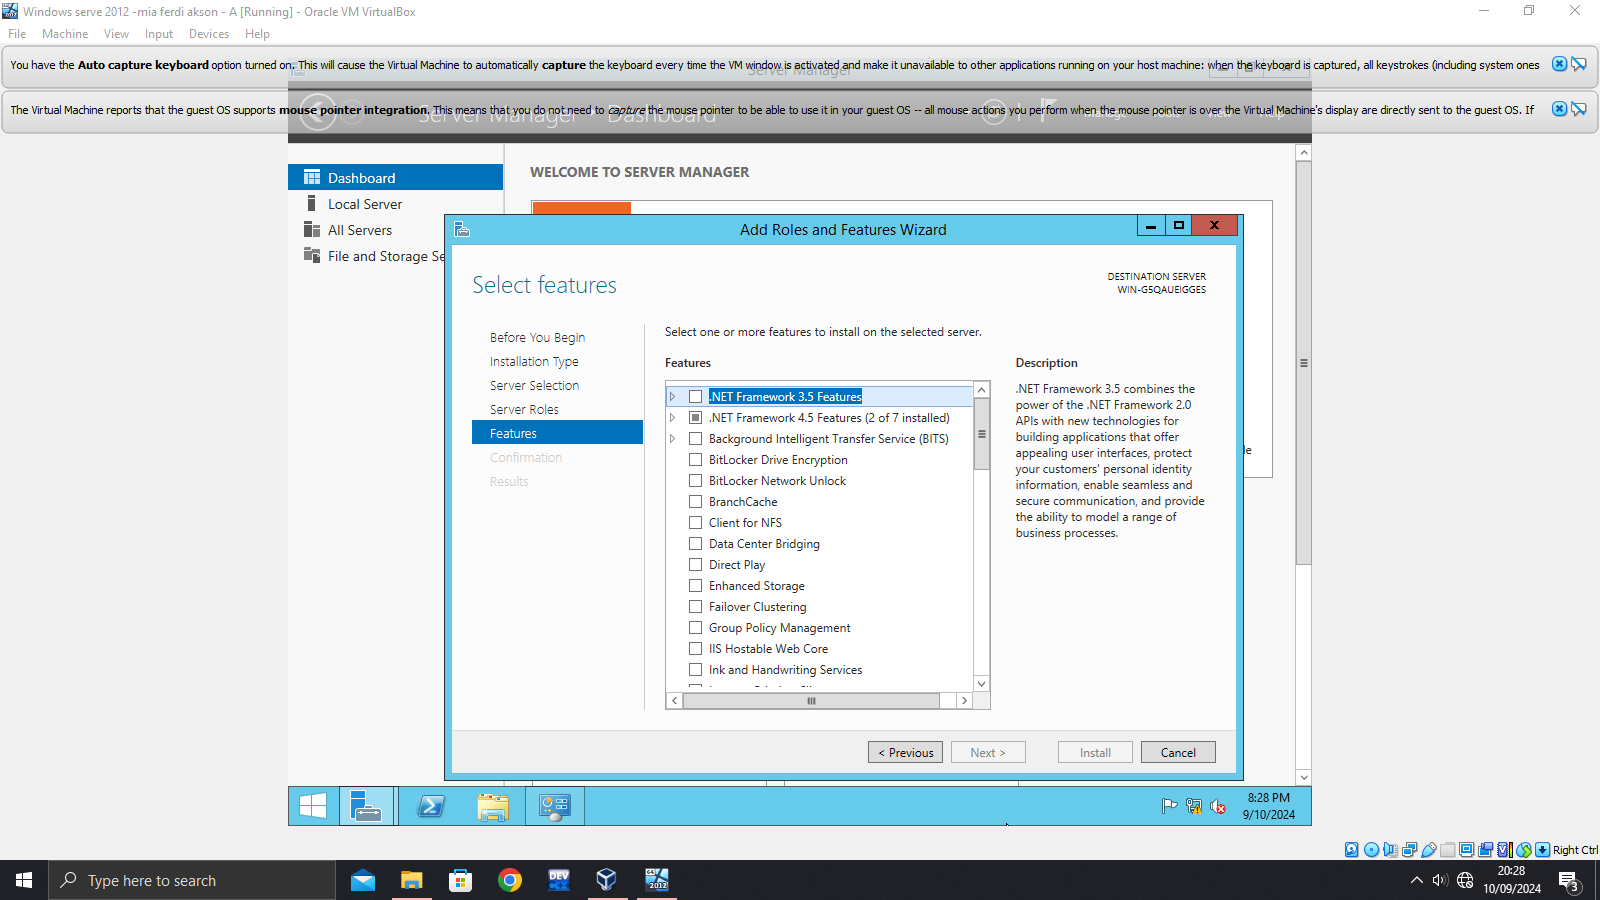 Windows serve 2012 -mia ferdi akson - A [Running] - Oracle VM VirtualBox
File Machine View Input Devices Help
You have the Auto capture keyboard option turned on. This will cause the Virtual Machine to automatically capture the keyboard every time the VM window is activated and make it unavailable to other applications running on your host machine: when the keyboard is captured, all keystrokes (including system ones
Server Manager
The Virtual Machine reports that the guest OS supports mouse pointer integration. This means that you do not need to capture the mouse pointer to be able to use it in your guest OS -- all mouse actions you perform when the mouse pointer is over the Virtual Machine's display are directly sent to the guest OS. If
Server Manager Dashboard
Dashboard
Local Server
All Servers
File and Storage Se
WELCOME TO SERVER MANAGER
Add Roles and Features Wizard
Select features
DESTINATION SERVER
WIN-G5QAUEIGGES
Before You Begin
Installation Type
Server Selection
Server Roles
Features
Confirmation
Results
Select one or more features to install on the selected server.
Features
.NET Framework 3.5 Features
.NET Framework 4.5 Features (2 of 7 installed)
Background Intelligent Transfer Service (BITS)
BitLocker Drive Encryption
BitLocker Network Unlock
BranchCache
Client for NFS
Data Center Bridging
Direct Play
Enhanced Storage
Failover Clustering
Group Policy Management
IIS Hostable Web Core
Ink and Handwriting Services
Description
.NET Framework 3.5 combines the
power of the .NET Framework 2.0
APIs with new technologies for
building applications that offer
appealing user interfaces, protect
your customers' personal identity
information, enable seamless and
secure communication, and provide
the ability to model a range of
business processes.
le
< Previous Next > Install Cancel
8:28 PM
9/10/2024
Right Ctrl
Type here to search
DEV
2012
20:28
10/09/2024
3